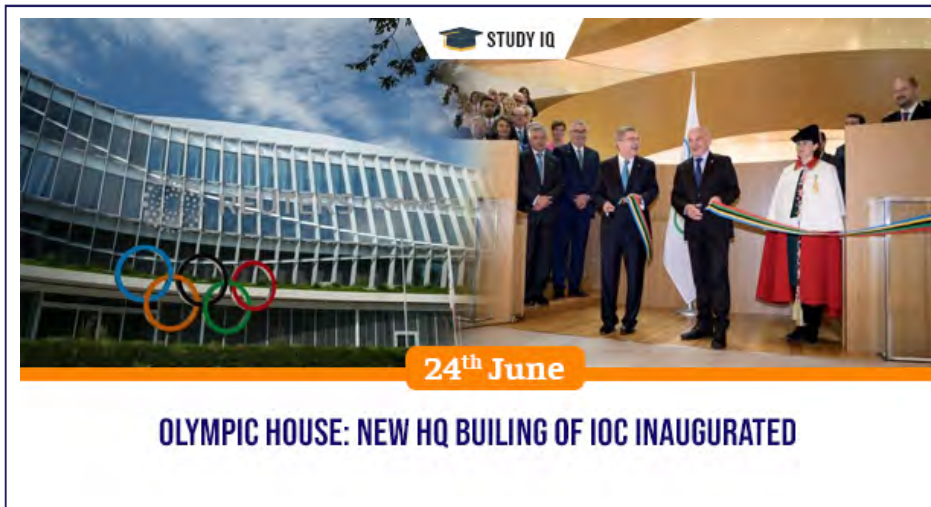 STUDY IQ
24th June
OLYMPIC HOUSE: NEW HQ BUILING OF IOC INAUGURATED